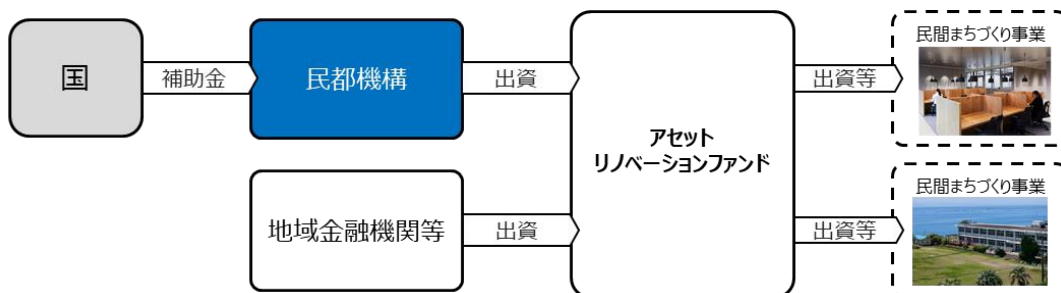 国
補助金
民都機構
出資
アセット
リノベーションファンド
出資等
民間まちづくり事業
地域金融機関等
出資
出資等
民間まちづくり事業